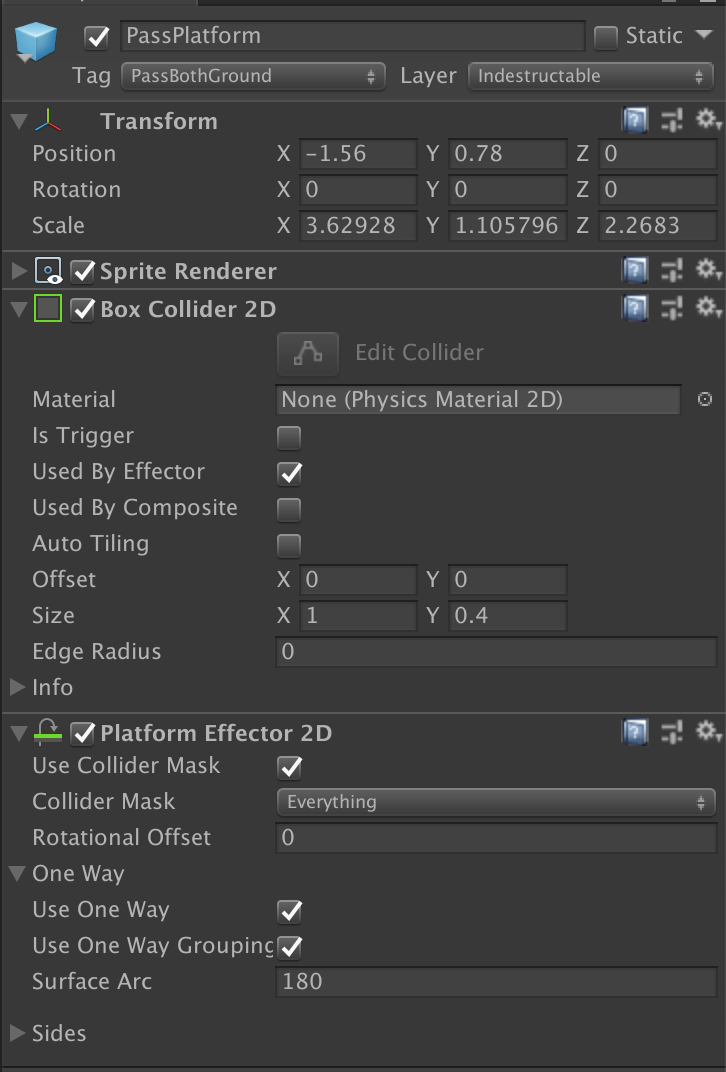 PassPlatform Static
Tag PassBothGround Layer Indestructable
Transform
Position X -1.56 Y 0.78 Z 0
Rotation X 0 Y 0 Z 0
Scale X 3.62928 Y 1.105796 Z 2.2683
Sprite Renderer
Box Collider 2D
Edit Collider
Material None (Physics Material 2D)
Is Trigger
Used By Effector
Used By Composite
Auto Tiling
Offset X 0 Y 0
Size X 1 Y 0.4
Edge Radius 0
Info
Platform Effector 2D
Use Collider Mask
Collider Mask Everything
Rotational Offset 0
One Way
Use One Way
Use One Way Grouping
Surface Arc 180
Sides